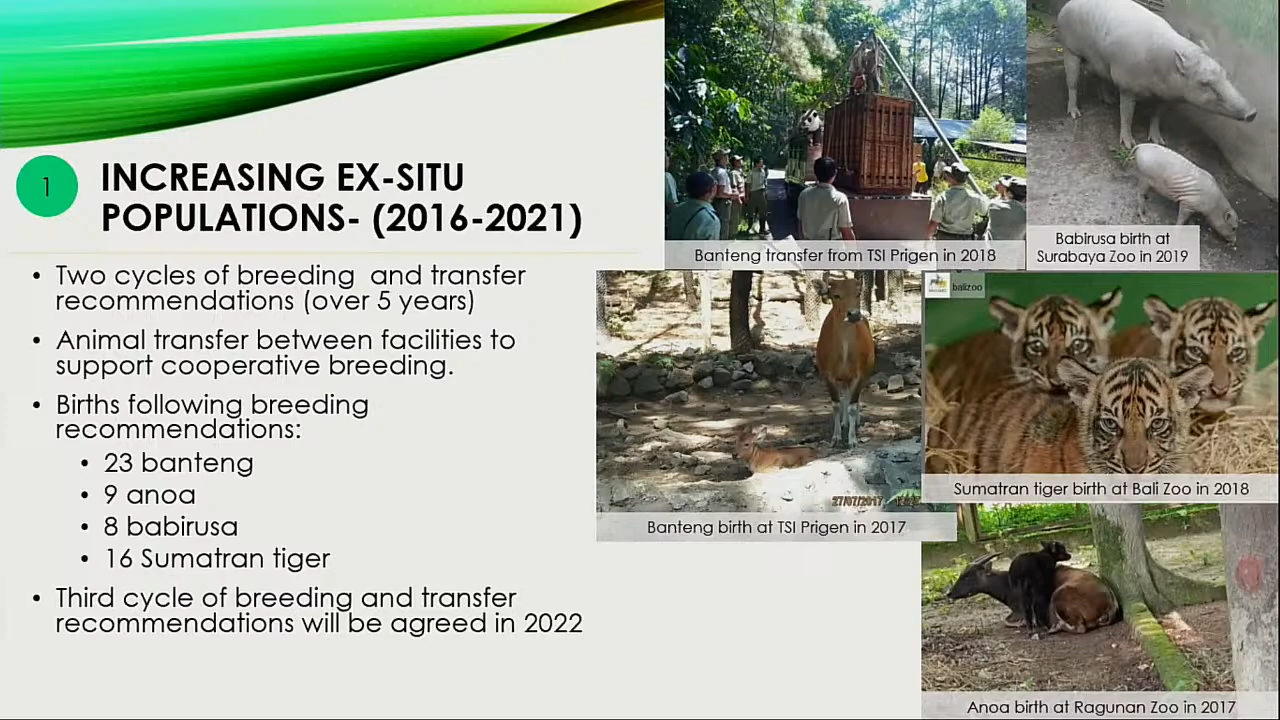 1
INCREASING EX-SITU
POPULATIONS- (2016-2021)
• Two cycles of breeding and transfer
recommendations (over 5 years)
• Animal transfer between facilities to
support cooperative breeding.
• Births following breeding
recommendations:
• 23 banteng
• 9 anoa
• 8 babirusa
• 16 Sumatran tiger
• Third cycle of breeding and transfer
recommendations will be agreed in 2022
Banteng transfer from TSI Prigen in 2018
Babirusa birth at
Surabaya Zoo in 2019
27/07/2017
Banteng birth at TSI Prigen in 2017
balizoo
Sumatran tiger birth at Bali Zoo in 2018
Anoa birth at Ragunan Zoo in 2017